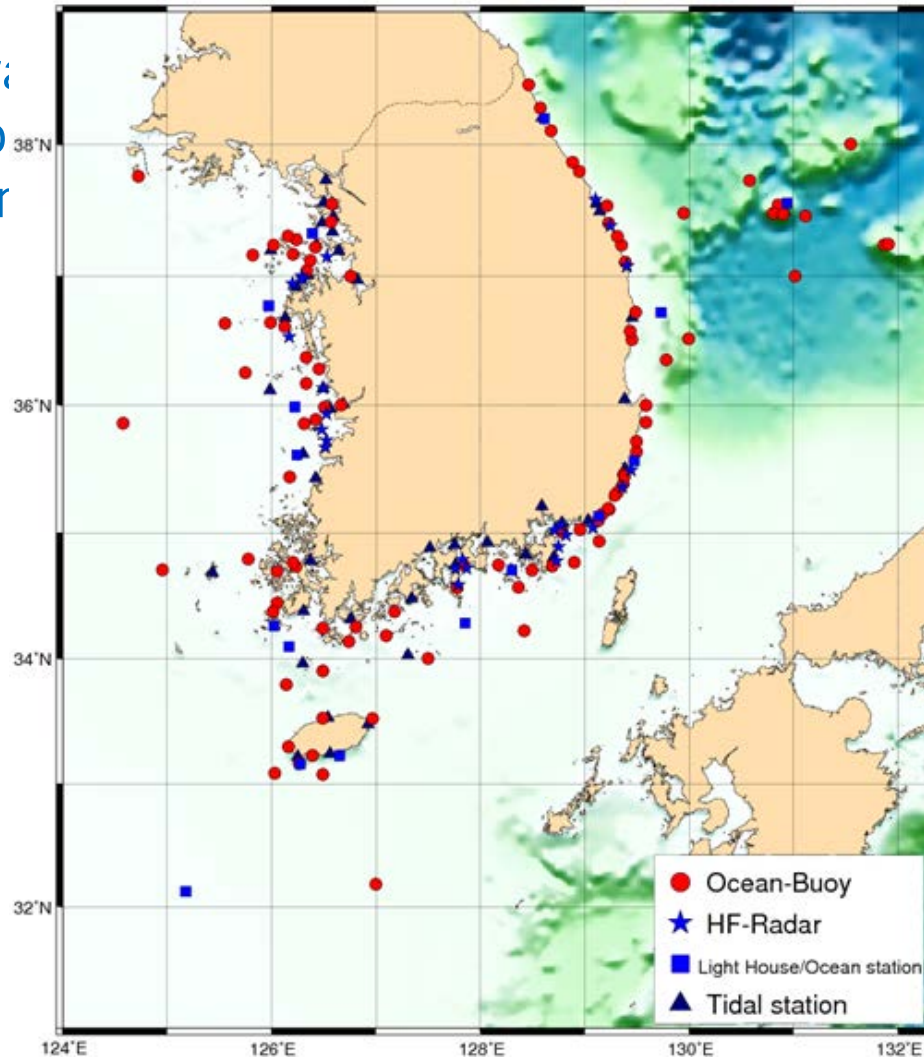 38°N
36°N
34°N
32°N
Ocean-Buoy
HF-Radar
Light House/Ocean station
Tidal station
124°E 126°E 128°E 130°E 132°E